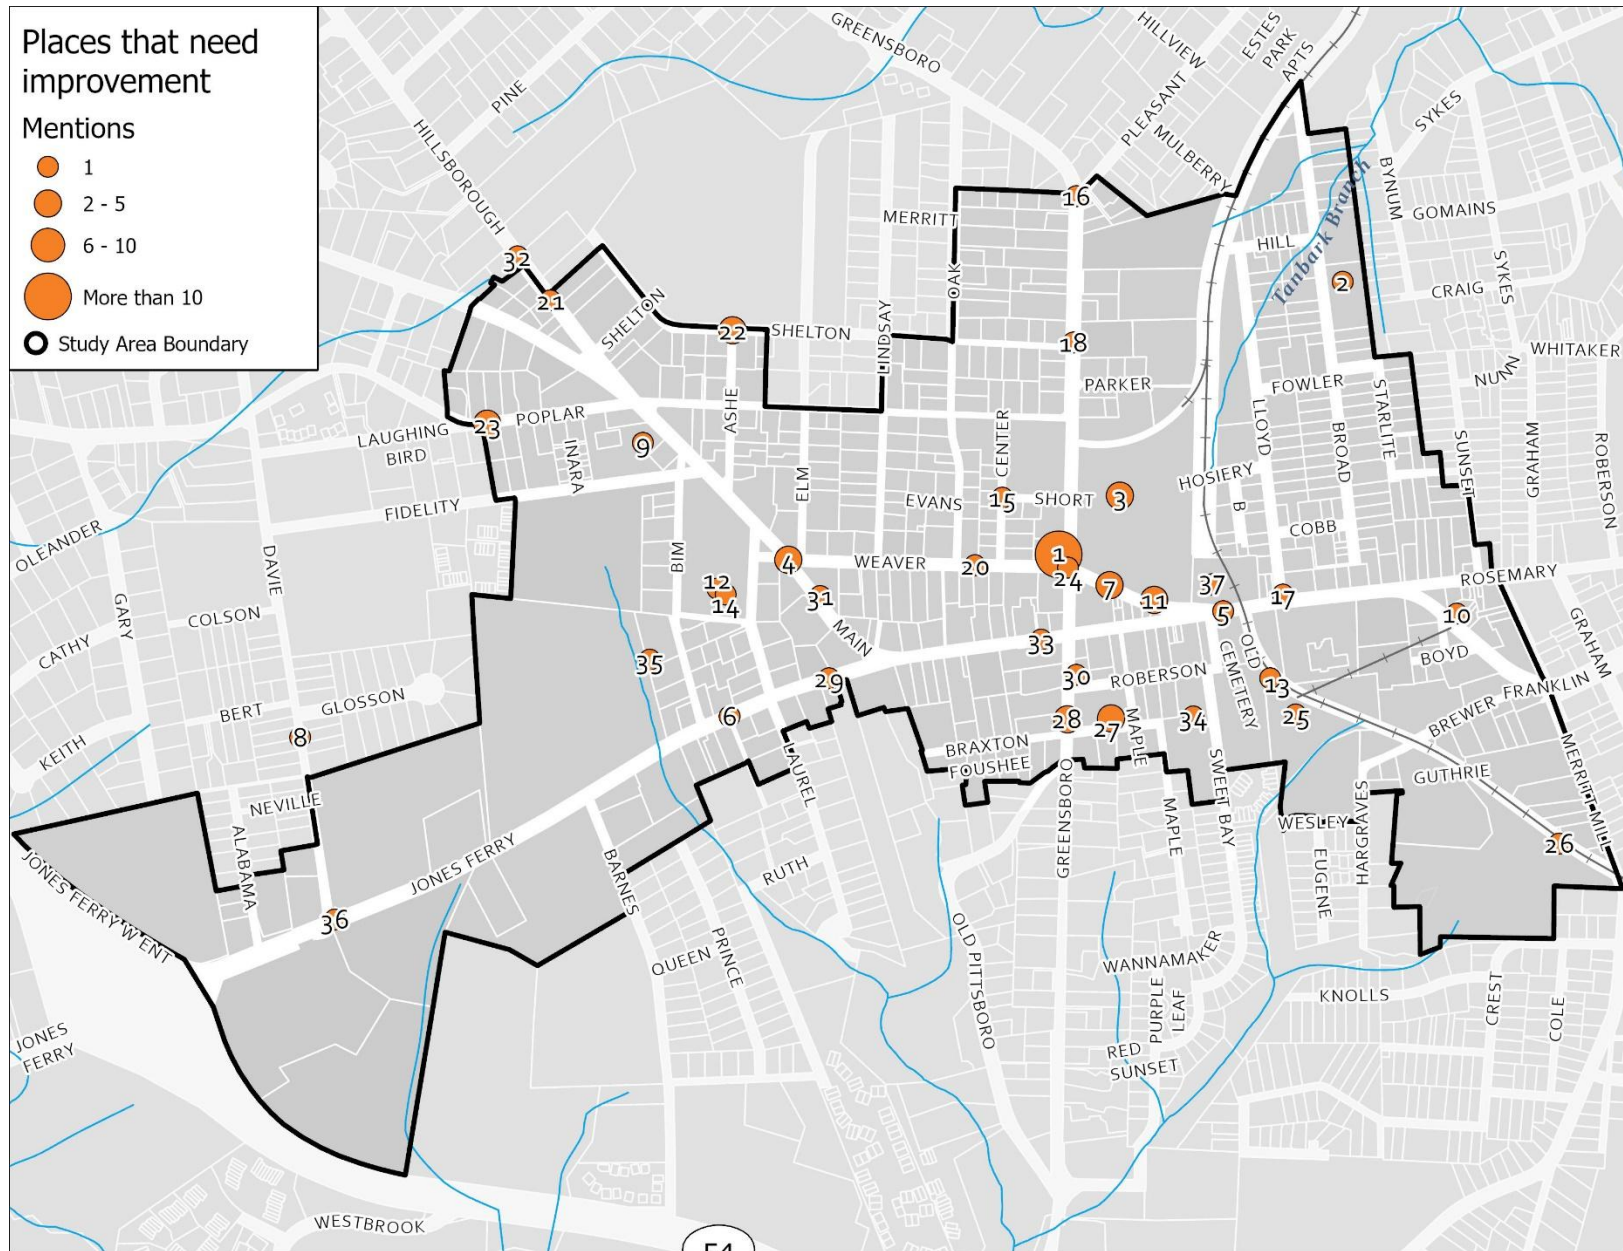 Places that need
improvement
Mentions
1
2 - 5
6 - 10
More than 10
Study Area Boundary
GREENSBORO
HILLVIEW
ESTES
PARK
APTS
PINE
PLEASANT
MULBERRY
SYKES
HILLSBOROUGH
BYNUM
Tanbark Branch
16
MERRITT
GOMAINS
HILL
SYKES
32
OAK
2
CRAIG
21
SHELTON
22
SHELTON
LINDSAY
18
WHITAKER
NUNN
PARKER
FOWLER
STARLITE
ASHE
POPLAR
23
LAUGHING
BIRD
9
INARA
CENTER
LLOYD
BROAD
SUNSET
GRAHAM
ROBERSON
ELM
HOSIERY
EVANS
15
SHORT
3
B
FIDELITY
OLEANDER
COBB
DAVIE
BIM
4
WEAVER
20
1
24
7
11
37
17
ROSEMARY
12
14
31
5
10
GARY
COLSON
CATHY
MAIN
33
OLD
CEMETERY
BOYD
GRAHAM
35
29
30
ROBERSON
13
FRANKLIN
BREWER
GLOSSON
BERT
6
28
27
MAPLE
34
25
8
KEITH
BRAXTON
FOUSHEE
LAUREL
GREENSBORO
SWEET BAY
GUTHRIE
MERRITT MILL
HARGRAVES
NEVILLE
ALABAMA
MAPLE
WESLEY
26
JONES FERRY
BARNES
RUTH
EUGENE
JONES FERRY W ENT
36
OLD PITTSBORO
QUEEN
PRINCE
WANNAMAKER
PURPLE
LEAF
KNOLLS
CREST
COLE
JONES
FERRY
RED
SUNSET
WESTBROOK
54